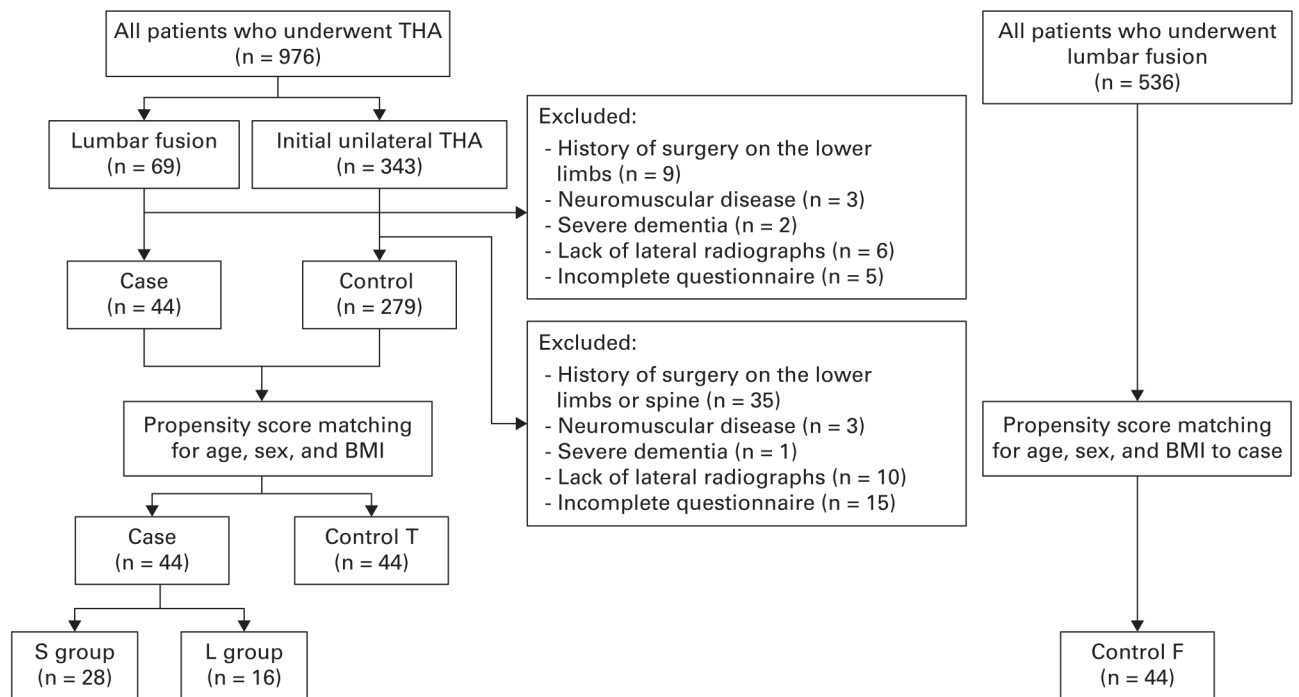 All patients who underwent THA
(n = 976)
All patients who underwent
lumbar fusion
(n = 536)
Lumbar fusion
(n = 69)
Initial unilateral THA
(n = 343)
Excluded:
- History of surgery on the lower
limbs (n = 9)
- Neuromuscular disease (n = 3)
- Severe dementia (n = 2)
- Lack of lateral radiographs (n = 6)
- Incomplete questionnaire (n = 5)
Case
(n = 44)
Control
(n = 279)
Excluded:
- History of surgery on the lower
limbs or spine (n = 35)
- Neuromuscular disease (n = 3)
- Severe dementia (n = 1)
- Lack of lateral radiographs (n = 10)
- Incomplete questionnaire (n = 15)
Propensity score matching
for age, sex, and BMI
Propensity score matching
for age, sex, and BMI to case
Case
(n = 44)
Control T
(n = 44)
S group
(n = 28)
L group
(n = 16)
Control F
(n = 44)